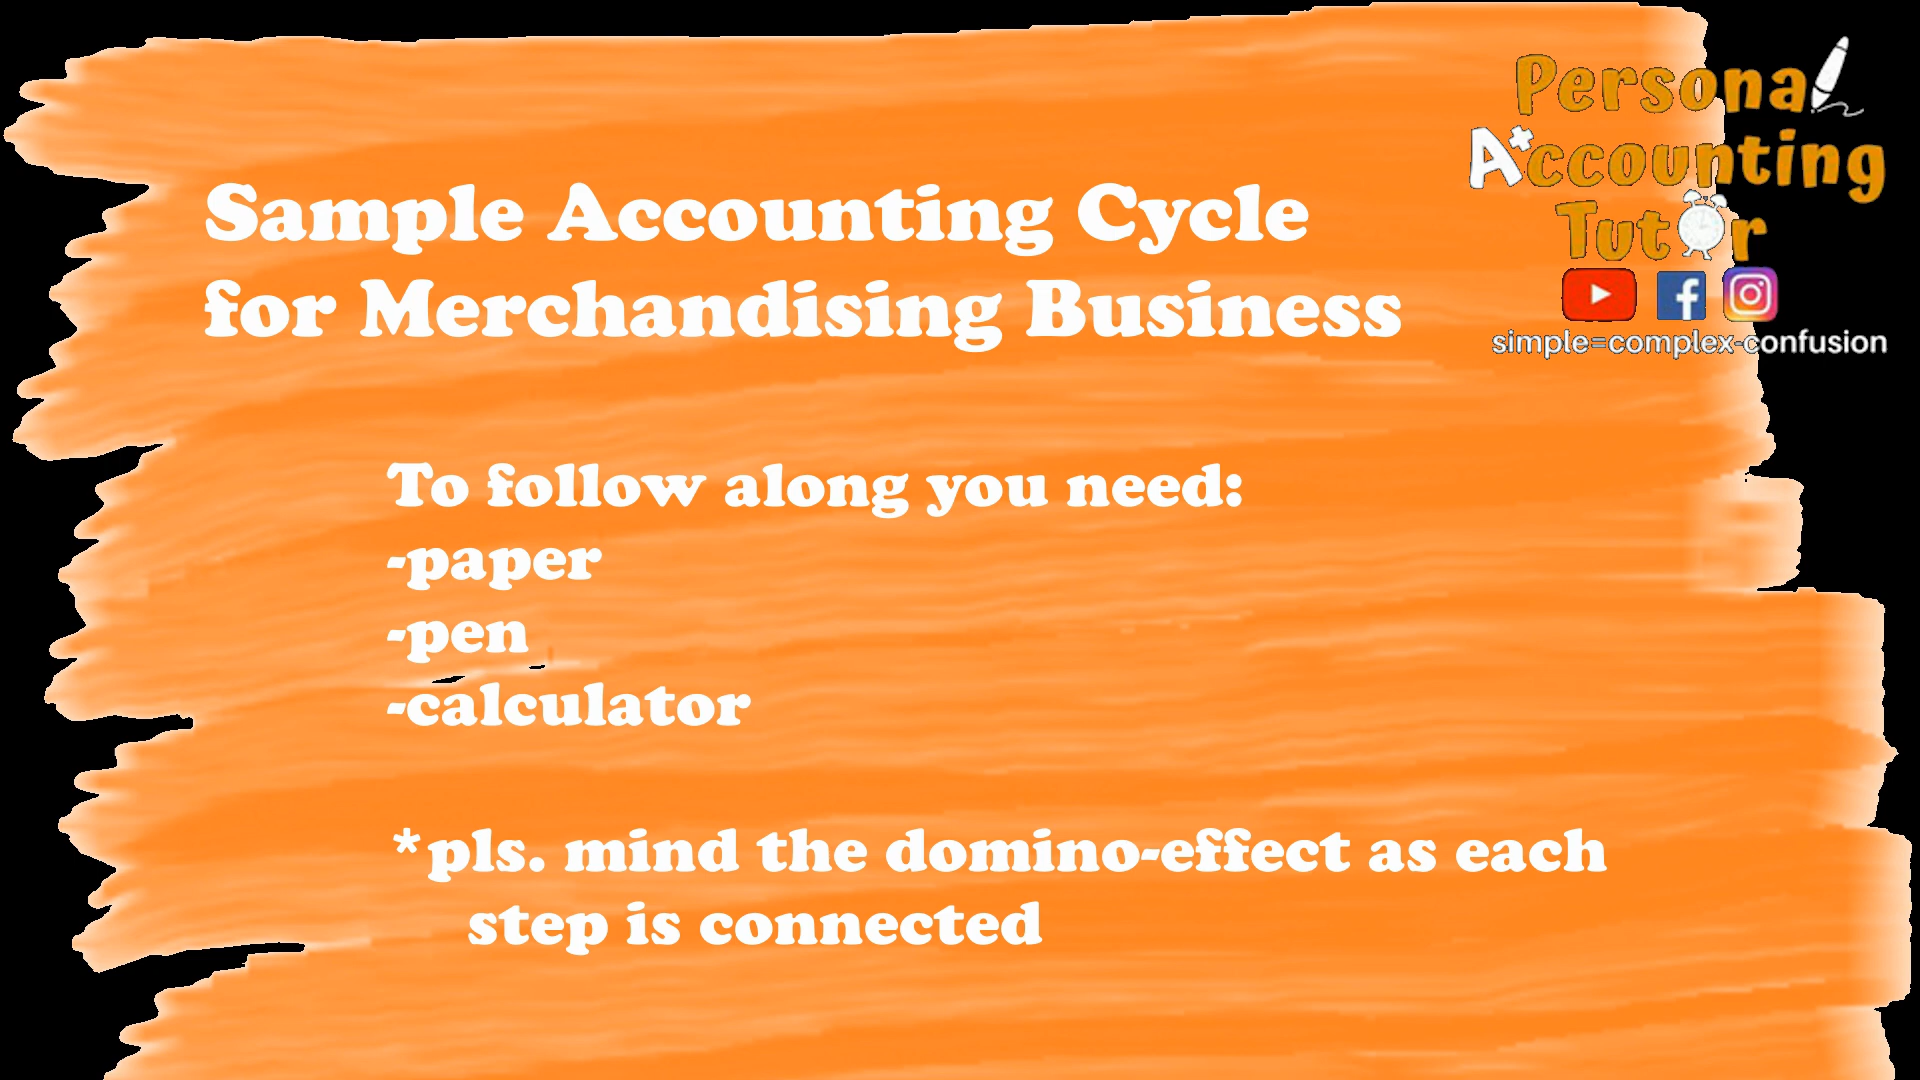 Personal
A+ccounting
Tutor
simple=complex-confusion
Sample Accounting Cycle
for Merchandising Business
To follow along you need:
-paper
-pen
-calculator
*pls. mind the domino-effect as each
step is connected